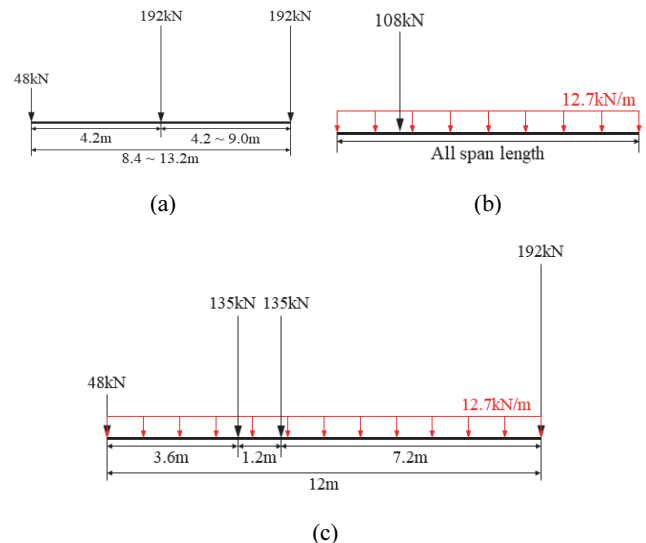 192kN
192kN
48kN
4.2m
4.2 ~ 9.0m
8.4 ~ 13.2m
(a)
108kN
12.7kN/m
All span length
(b)
192kN
135kN 135kN
48kN
12.7kN/m
3.6m
1.2m
7.2m
12m
(c)